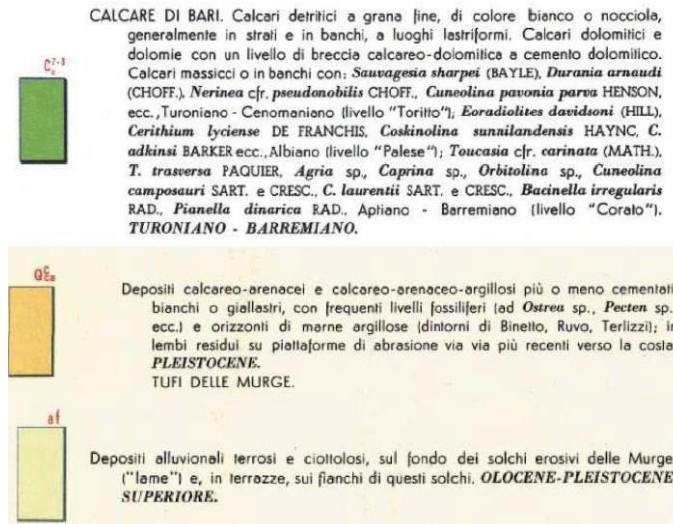 CALCARE DI BARI. Calcari detritici a grana fine, di colore bianco o nocciola,
generalmente in strati e in banchi, a luoghi lastriformi. Calcari dolomitici e
dolomie con un livello di breccia calcareo-dolomitica a cemento dolomitico.
C 7-3 c
Calcari massicci o in banchi con: Sauvagesia sharpei (BAYLE), Durania arnaudi
(CHOFF.), Nerinea cfr. pseudonobilis CHOFF., Cuneolina pavonia parva HENSON,
ecc., Turoniano - Cenomaniano (livello "Toritto"); Eoradiolites davidsoni (HILL),
Cerithium lyciense DE FRANCHIS, Coskinolina sunnilandensis HAYNC, C.
adkinsi BARKER ecc., Albiano (livello "Palese"); Toucasia cfr. carinata (MATH.),
T. trasversa PAQUIER, Agria sp., Caprina sp., Orbitolina sp., Cuneolina
camposauri SART. e CRESC., C. laurentii SART. e CRESC., Bacinella irregularis
RAD., Pianella dinarica RAD., Aptiano - Barremiano (livello "Corato").
TURONIANO - BARREMIANO.
Depositi calcareo-arenacei e calcareo-arenaceo-argillosi più o meno cementati
bianchi o giallastri, con frequenti livelli fossiliferi (ad Ostrea sp., Pecten sp.
ecc.) e orizzonti di marne argillose (dintorni di Binetto, Ruvo, Terlizzi); in
lembi residui su piattaforme di abrasione via via più recenti verso la costa
PLEISTOCENE.
TUFI DELLE MURGE.
af
Depositi alluvionali terrosi e ciottolosi, sul fondo dei solchi erosivi delle Murge
("lame") e, in terrazze, sui fianchi di questi solchi. OLOCENE-PLEISTOCENE
SUPERIORE.